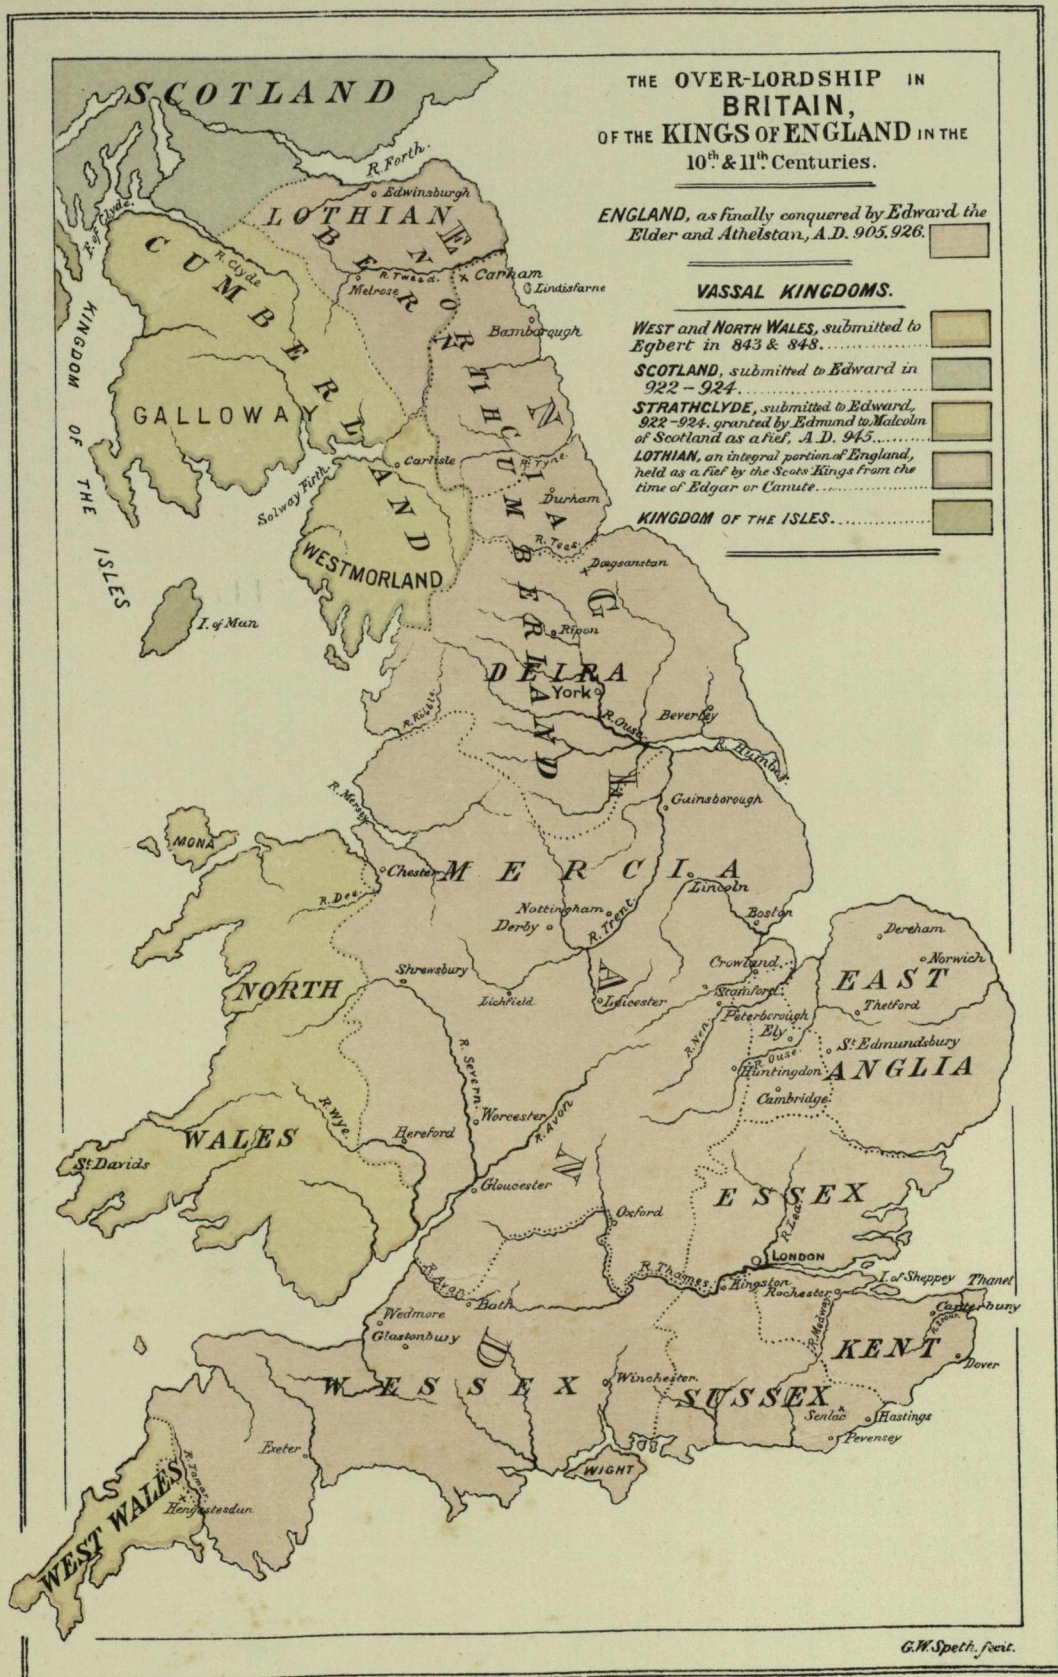 THE OVER-LORDSHIP IN
BRITAIN,
OF THE KINGS OF ENGLAND IN THE
10th. & 11th. Centuries.
ENGLAND, as finally conquered by Edward the
Elder and Athelstan, A.D. 905. 926.
VASSAL KINGDOMS.
WEST and NORTH WALES, submitted to
Egbert in 843 & 848
SCOTLAND, submitted to Edward in
922-924
STRATHCLYDE, submitted to Edward,
922-924. granted by Edmund to Malcolm
of Scotland as a fief, A.D. 945
LOTHIAN, an integral portion of England,
held as a fief by the Scots Kings from the
time of Edgar or Canute
KINGDOM OF THE ISLES
SCOTLAND
R. Forth.
Edwinsburgh
F. of Clyde.
LOTHIAN
BERNICIA
CUMBERLAND
R. Clyde
R. Tweed.
Carham
Melrose
Lindisfarne
Bamborough
KINGDOM OF THE ISLES
NORTHUMBERLAND
ENGLAND
GALLOWAY
Carlisle
R. Tyne.
Solway Firth.
Durham
R. Tees.
WESTMORLAND
Dægsanstan
I. of Man
Ripon
DEIRA
York
R. Ribble
R. Ouse
Beverley
R. Humber
R. Mersey
Gainsborough
MONA
Chester
MERCIA
Lincoln
R. Dee
Nottingham
Derby
R. Trent
Boston
Dereham
Norwich
Crowland
Shrewsbury
NORTH
Lichfield
Leicester
Stamford
EAST
Thetford
Peterborough
Ely
R. Nen
St. Edmundsbury
R. Ouse
R. Severn
Huntingdon
ANGLIA
Cambridge
R. Wye
Worcester
R. Avon
WALES
Hereford
St. Davids
Gloucester
ESSEX
Oxford
R. Lea
LONDON
R. Thames
Kingston
Rochester
I. of Sheppey
Thanet
R. Avon
Bath
Canterbury
R. Stour
Wedmore
Glastonbury
R. Medway
KENT
Dover
WESSEX
Winchester
SUSSEX
Senlac
Hastings
Pevensey
Exeter
WIGHT
R. Tamar
Hengestesdun
WEST WALES
G.W. Speth. fecit.